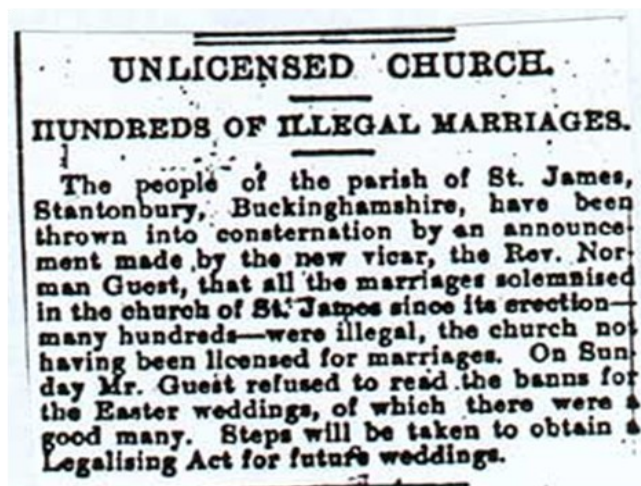 UNLICENSED CHURCH.
HUNDREDS OF ILLEGAL MARRIAGES.
The people of the parish of St. James,
Stantonbury, Buckinghamshire, have been
thrown into consternation by an announce-
ment made by the new vicar, the Rev. Nor-
man Guest, that all the marriages solemnised
in the church of St. James since its erection—
many hundreds—were illegal, the church not
having been licensed for marriages. On Sun-
day Mr. Guest refused to read the banns for
the Easter weddings, of which there were a
good many. Steps will be taken to obtain a
Legalising Act for future weddings.